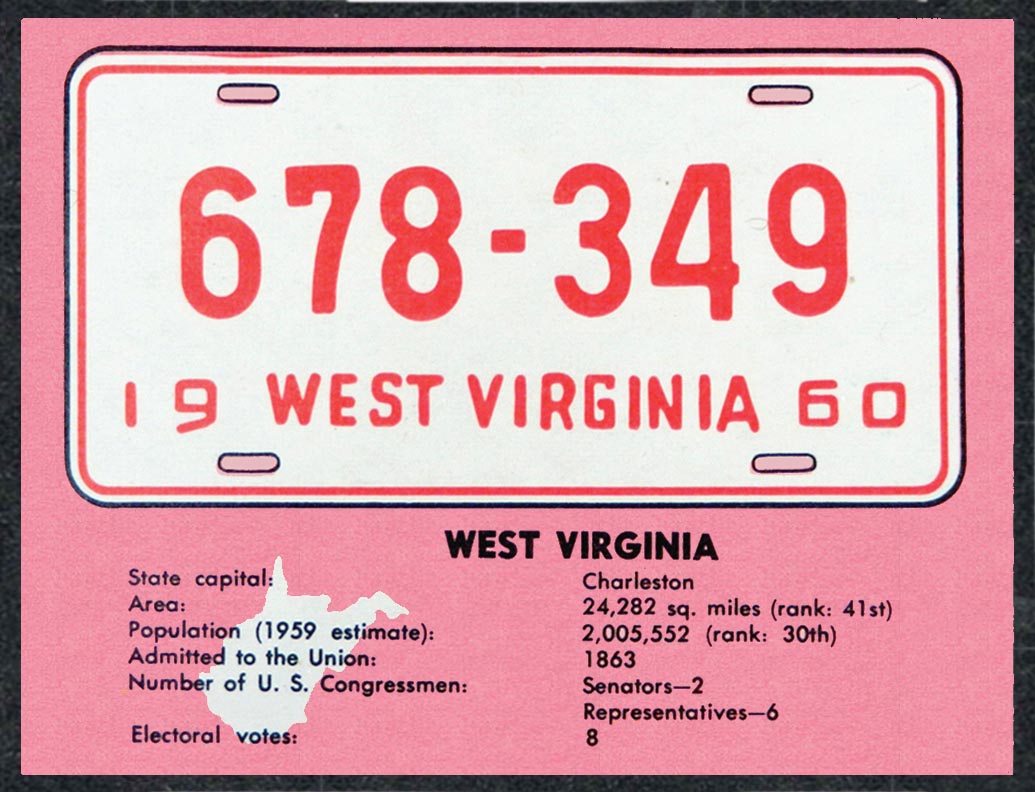 678-349
19 WEST VIRGINIA 60
WEST VIRGINIA
State capital: Charleston
Area: 24,282 sq. miles (rank: 41st)
Population (1959 estimate): 2,005,552 (rank: 30th)
Admitted to the Union: 1863
Number of U. S. Congressmen: Senators—2
Representatives—6
Electoral votes: 8